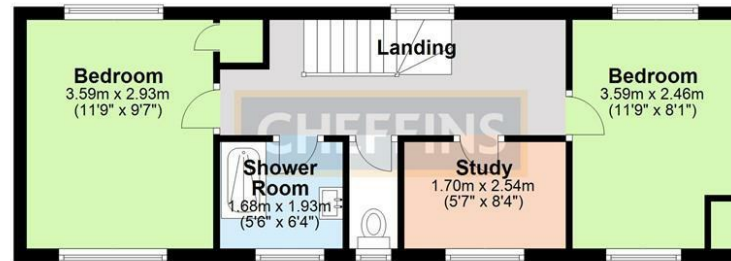 Landing
Bedroom
3.59m x 2.93m
(11'9" x 9'7")
Bedroom
3.59m x 2.46m
(11'9" x 8'1")
CHEFFINS
Shower
Room
1.68m x 1.93m
(5'6" x 6'4")
Study
1.70m x 2.54m
(5'7" x 8'4")